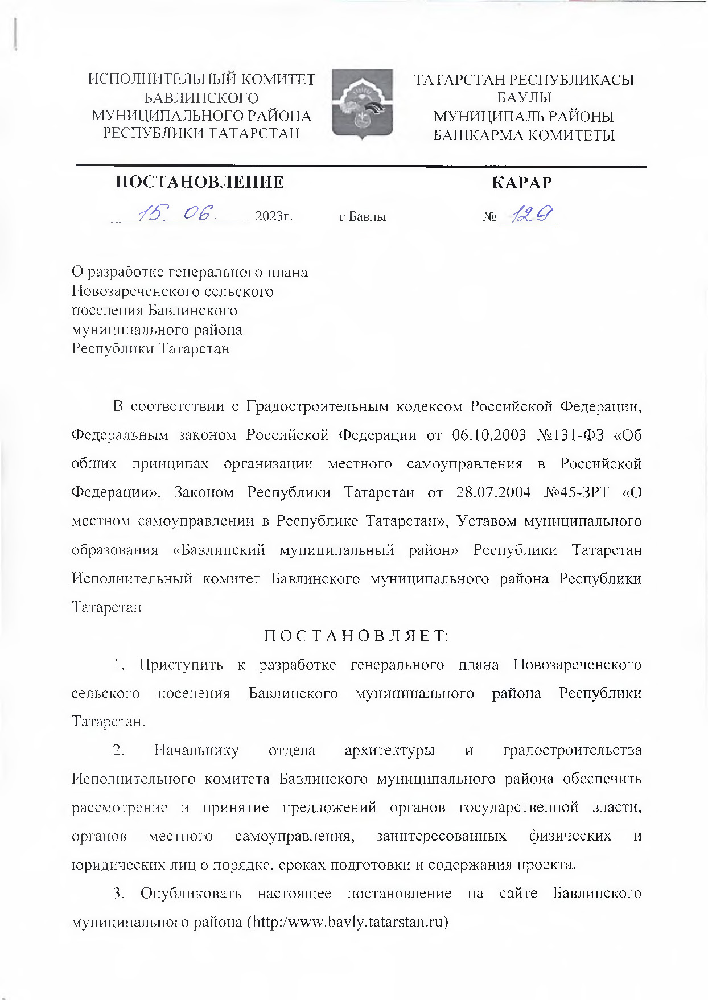 ИСПОЛНИТЕЛЬНЫЙ КОМИТЕТ
БАВЛИНСКОГО
МУНИЦИПАЛЬНОГО РАЙОНА
РЕСПУБЛИКИ ТАТАРСТАН
ТАТАРСТАН РЕСПУБЛИКАСЫ
БАУЛЫ
МУНИЦИПАЛЬ РАЙОНЫ
БАШКАРМА КОМИТЕТЫ
ПОСТАНОВЛЕНИЕ
КАРАР
15. 06. 2023г.
г.Бавлы
№ 129
О разработке генерального плана
Новозареченского сельского
поселения Бавлинского
муниципального района
Республики Татарстан
В соответствии с Градостроительным кодексом Российской Федерации,
Федеральным законом Российской Федерации от 06.10.2003 №131-ФЗ «Об
общих принципах организации местного самоуправления в Российской
Федерации», Законом Республики Татарстан от 28.07.2004 №45-ЗРТ «О
местном самоуправлении в Республике Татарстан», Уставом муниципального
образования «Бавлинский муниципальный район» Республики Татарстан
Исполнительный комитет Бавлинского муниципального района Республики
Татарстан
П О С Т А Н О В Л Я Е Т:
1. Приступить к разработке генерального плана Новозареченского
сельского поселения Бавлинского муниципального района Республики
Татарстан.
2. Начальнику отдела архитектуры и градостроительства
Исполнительного комитета Бавлинского муниципального района обеспечить
рассмотрение и принятие предложений органов государственной власти,
органов местного самоуправления, заинтересованных физических и
юридических лиц о порядке, сроках подготовки и содержания проекта.
3. Опубликовать настоящее постановление на сайте Бавлинского
муниципального района (http:/www.bavly.tatarstan.ru)